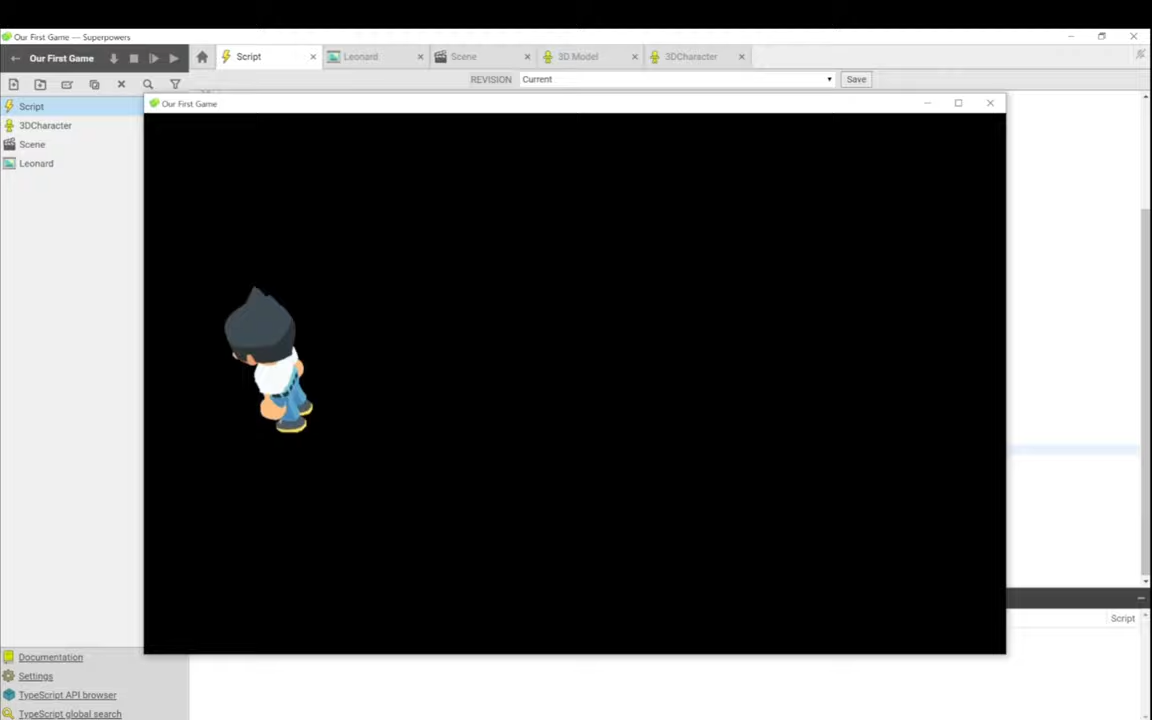 Our First Game — Superpowers
Our First Game
Script
Leonard
Scene
3D Model
3DCharacter
REVISION
Current
Save
Script
3DCharacter
Scene
Leonard
Our First Game
Script
Documentation
Settings
TypeScript API browser
TypeScript global search